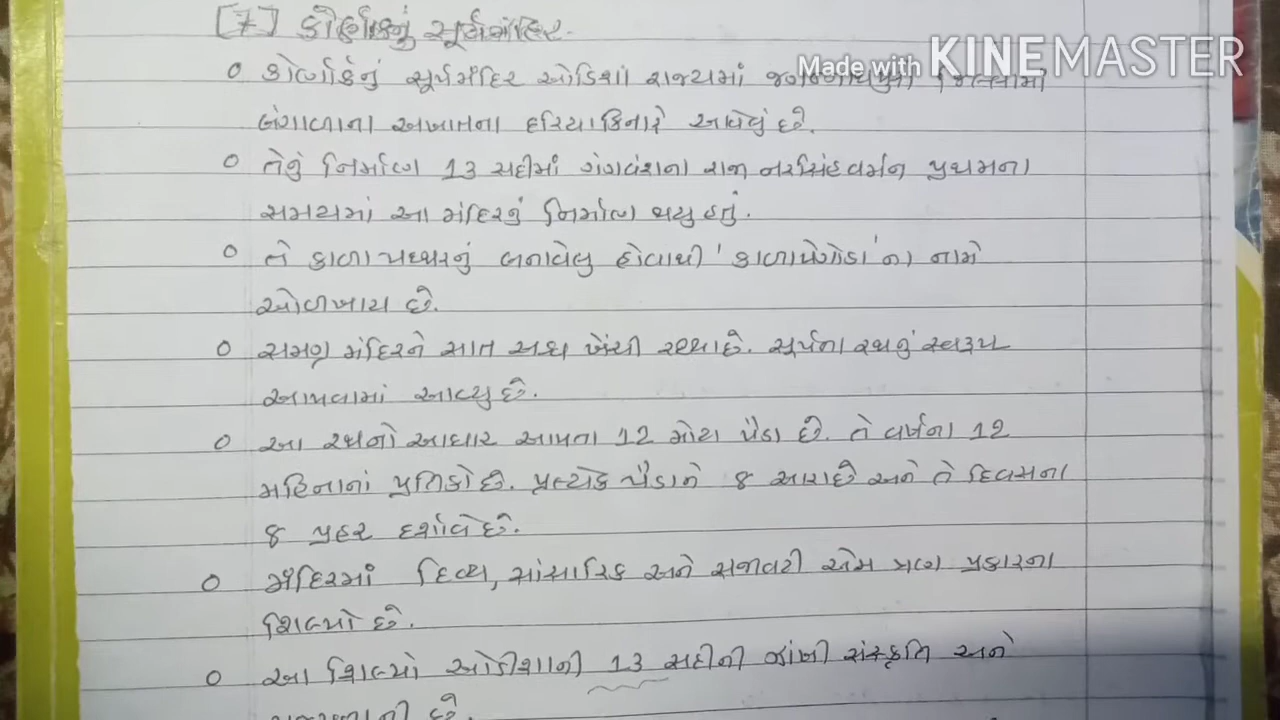 [7] કોર્ણાકનું સૂર્યમંદિર.
Made with KINEMASTER
કોર્ણાકનું સૂર્યમંદિર ઓડિશા રાજ્યમાં જગન્નાથપુરી જિલ્લામાં
બંગાળાના અખાતના દરિયાકિનારે આવેલું છે.
તેનું નિર્માણ 13 સદીમાં ગંગવંશના રાજા નરસિંહવર્મન પ્રથમના
સમયમાં આ મંદિરનું નિર્માણ થયુ હતું.
તે કાળા પથ્થરનું બનાવેલુ હોવાથી 'કાળા પેગોડા'ના નામે
ઓળખાય છે.
સમગ્ર મંદિરને સાત અશ્વ ખેંચી રહ્યા છે. સૂર્યના રથનું સ્વરૂપ
આપવામાં આવ્યુ છે.
આ રથનો આધાર આપતા 12 મોટા પૈડા છે. તે વર્ષના 12
મહિનાનાં પ્રતિકો છે. પ્રત્યેક પૈડાને 8 આરા છે અને તે દિવસના
8 પ્રહર દર્શાવે છે.
મંદિરમાં દિવ્ય, સાંસારિક અને સજાવટી એમ ત્રણ પ્રકારના
શિલ્પો છે.
આ શિલ્પો ઓડીશાની 13 સદીની ઝાંખી સંસ્કૃતિ અને
છે.